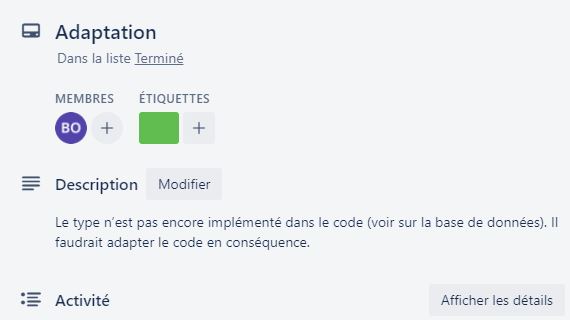 Adaptation
Dans la liste Terminé
MEMBRES ÉTIQUETTES
BO + +
Description Modifier
Le type n’est pas encore implémenté dans le code (voir sur la base de données). Il
faudrait adapter le code en conséquence.
Activité Afficher les détails